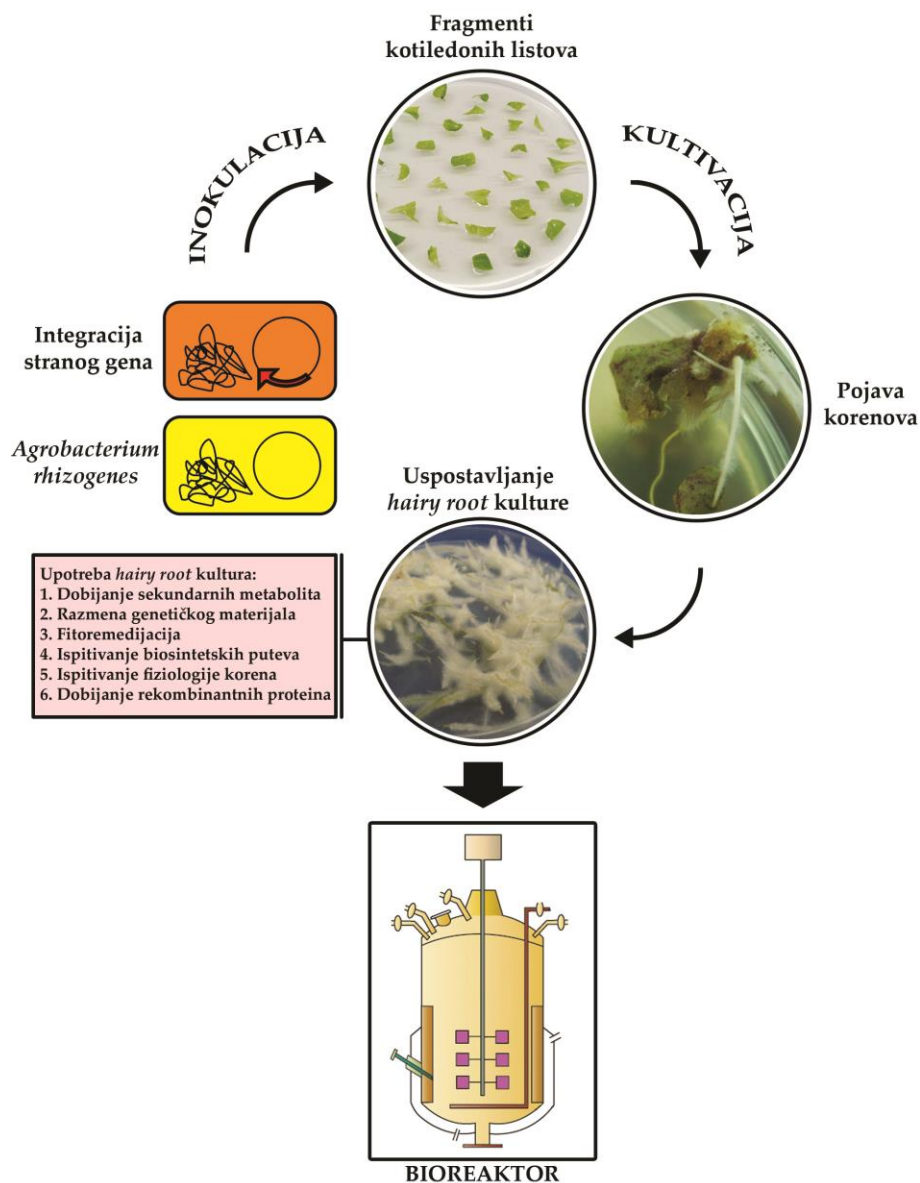 Fragmenti
kotiledonih listova
INOKULACIJA
KULTIVACIJA
Integracija
stranog gena
Agrobacterium
rhizogenes
Pojava
korenova
Uspostavljanje
hairy root kulture
Upotreba hairy root kultura:
1. Dobijanje sekundarnih metabolita
2. Razmena genetičkog materijala
3. Fitoremedijacija
4. Ispitivanje biosintetskih puteva
5. Ispitivanje fiziologije korena
6. Dobijanje rekombinantnih proteina
BIOREAKTOR